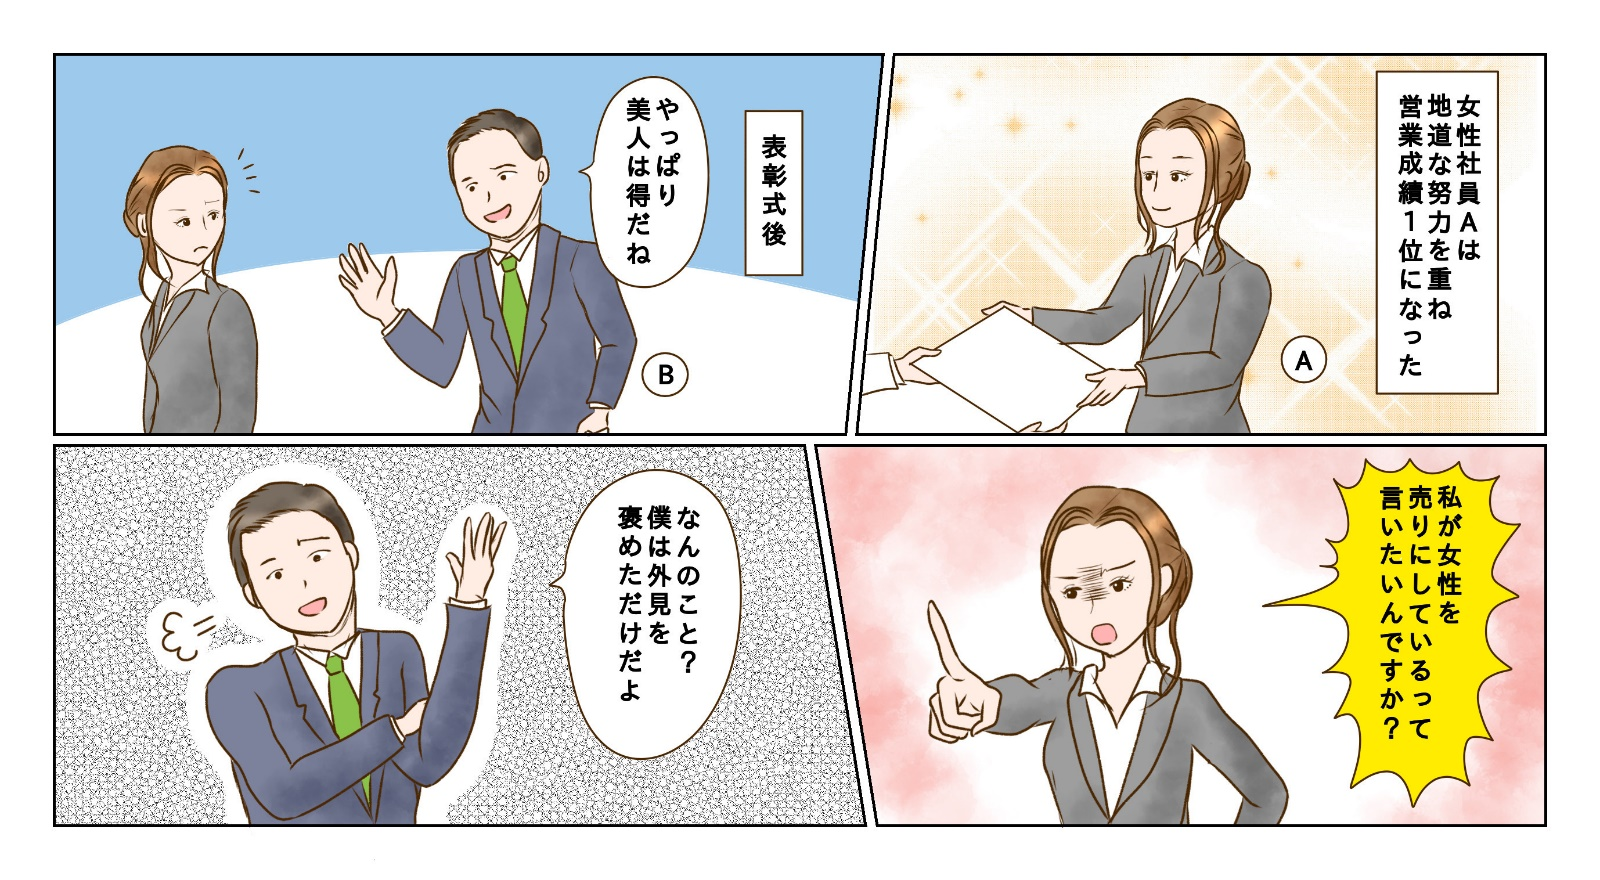 女性社員Aは
地道な努力を重ね
営業成績1位になった
A
表彰式後
やっぱり
美人は得だね
B
私が女性を
売りにしているって
言いたいんですか?
なんのこと?
僕は外見を
褒めただけだよ